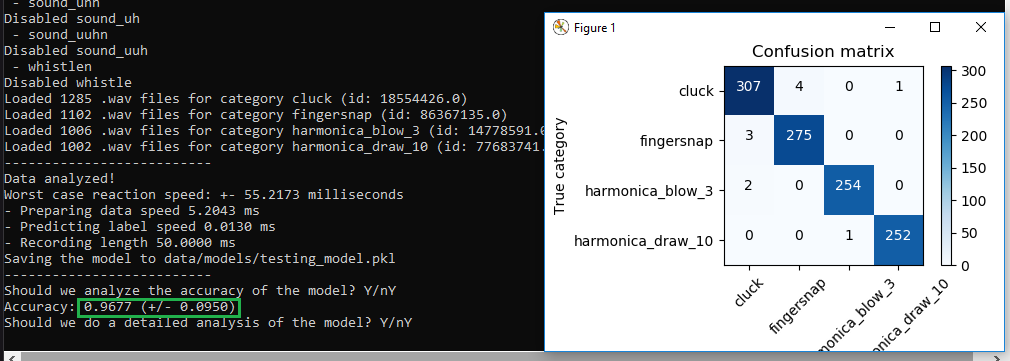 - sound_unn
Disabled sound_uh
- sound_uuhn
Disabled sound_uuh
- whistlen
Disabled whistle
Loaded 1285 .wav files for category cluck (id: 18554426.0)
Loaded 1102 .wav files for category fingersnap (id: 86367135.0)
Loaded 1006 .wav files for category harmonica_blow_3 (id: 14778591.0
Loaded 1002 .wav files for category harmonica_draw_10 (id: 77683741.
---------------------------
Data analyzed!
Worst case reaction speed: +- 55.2173 milliseconds
- Preparing data speed 5.2043 ms
- Predicting label speed 0.0130 ms
- Recording length 50.0000 ms
Saving the model to data/models/testing_model.pkl
---------------------------
Should we analyze the accuracy of the model? Y/nY
Accuracy: 0.9677 (+/- 0.0950)
Should we do a detailed analysis of the model? Y/nY
Figure 1
Confusion matrix
True category
cluck 307 4 0 1
fingersnap 3 275 0 0
harmonica_blow_3 2 0 254 0
harmonica_draw_10 0 0 1 252
cluck
fingersnap
monica_blow_3
onica_draw_10
300
250
200
150
100
50
0